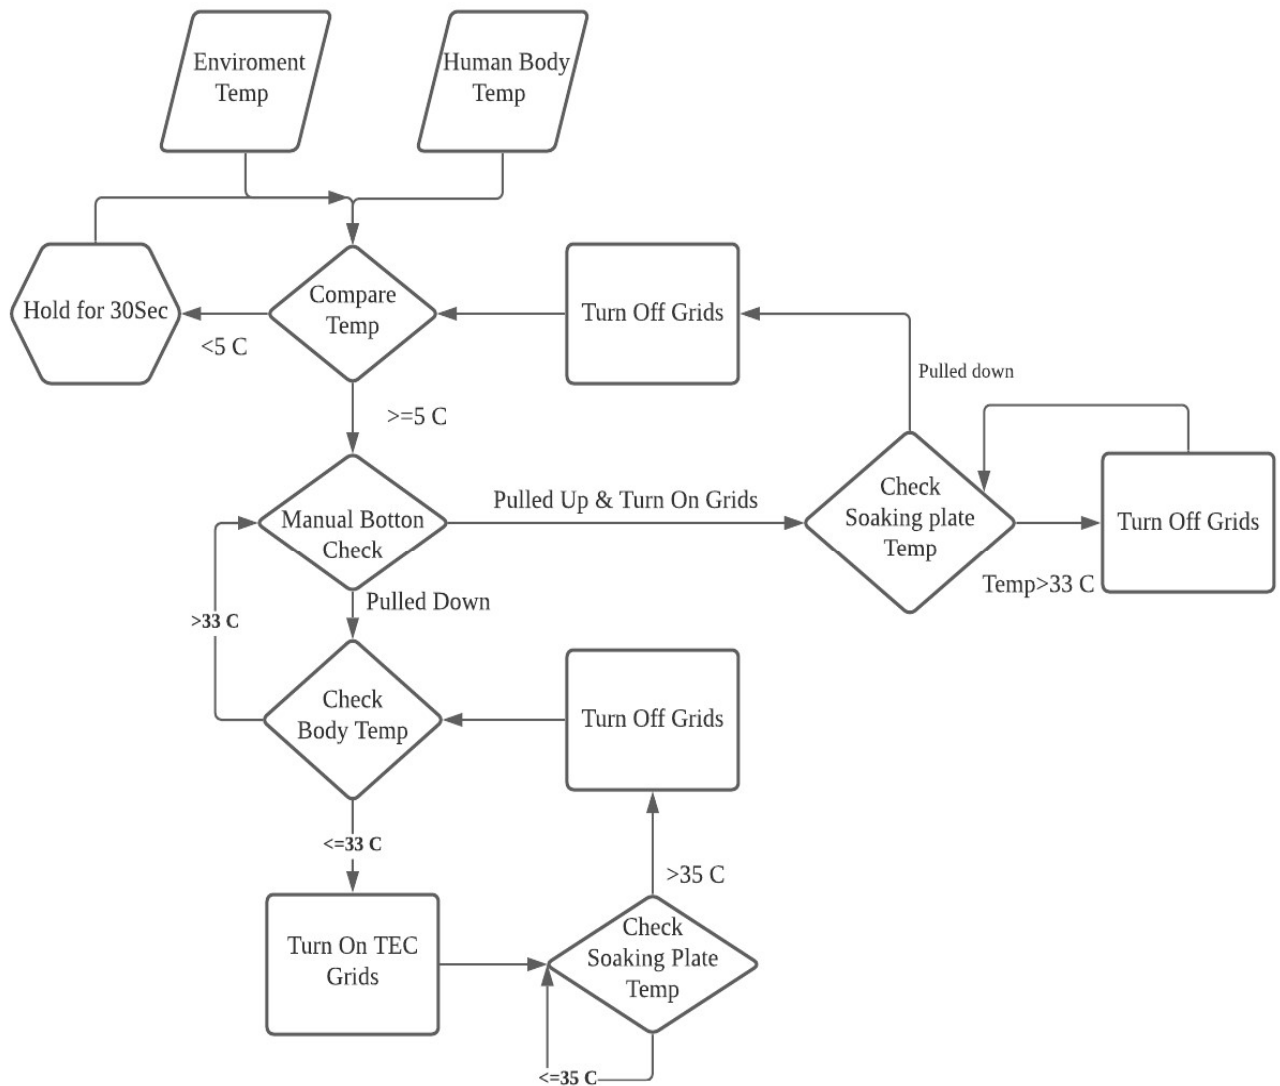 Enviroment
Temp
Human Body
Temp
Hold for 30Sec
Compare
Temp
Turn Off Grids
<5 C
Pulled down
>=5 C
Check
Soaking plate
Temp
Pulled Up & Turn On Grids
Manual Botton
Check
Turn Off Grids
Temp>33 C
Pulled Down
>33 C
Check
Body Temp
Turn Off Grids
<=33 C
>35 C
Turn On TEC
Grids
Check
Soaking Plate
Temp
<=35 C